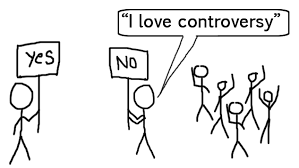 "I love controversy"
YeS
NO